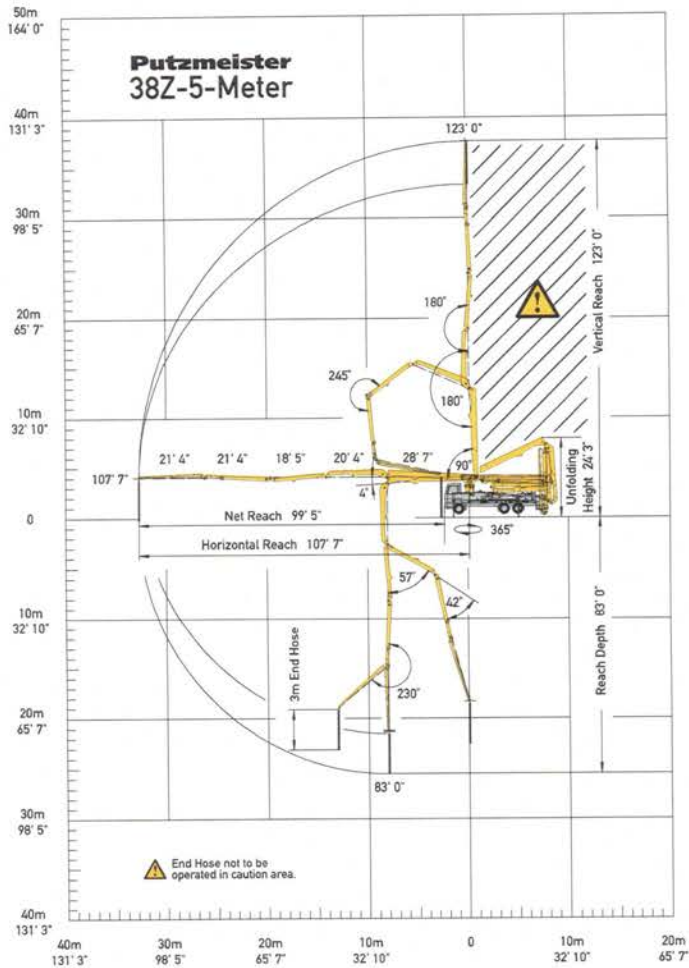 50m
164' 0"
Putzmeister
38Z-5-Meter
40m
131' 3"
123' 0"
30m
98' 5"
180°
Vertical Reach 123' 0"
20m
65' 7"
245°
180°
10m
32' 10"
21' 4" 21' 4" 18' 5" 20' 4" 28' 7"
90°
Unfolding
Height 24' 3"
107' 7"
4°
Net Reach 99' 5"
0
365°
Horizontal Reach 107' 7"
57°
42°
10m
32' 10"
3m End Hose
Reach Depth 83' 0"
230°
20m
65' 7"
83' 0"
30m
98' 5"
End Hose not to be
operated in caution area.
40m
131' 3"
40m 30m 20m 10m 0 10m 20m
131' 3" 98' 5" 65' 7" 32' 10" 32' 10" 65' 7"